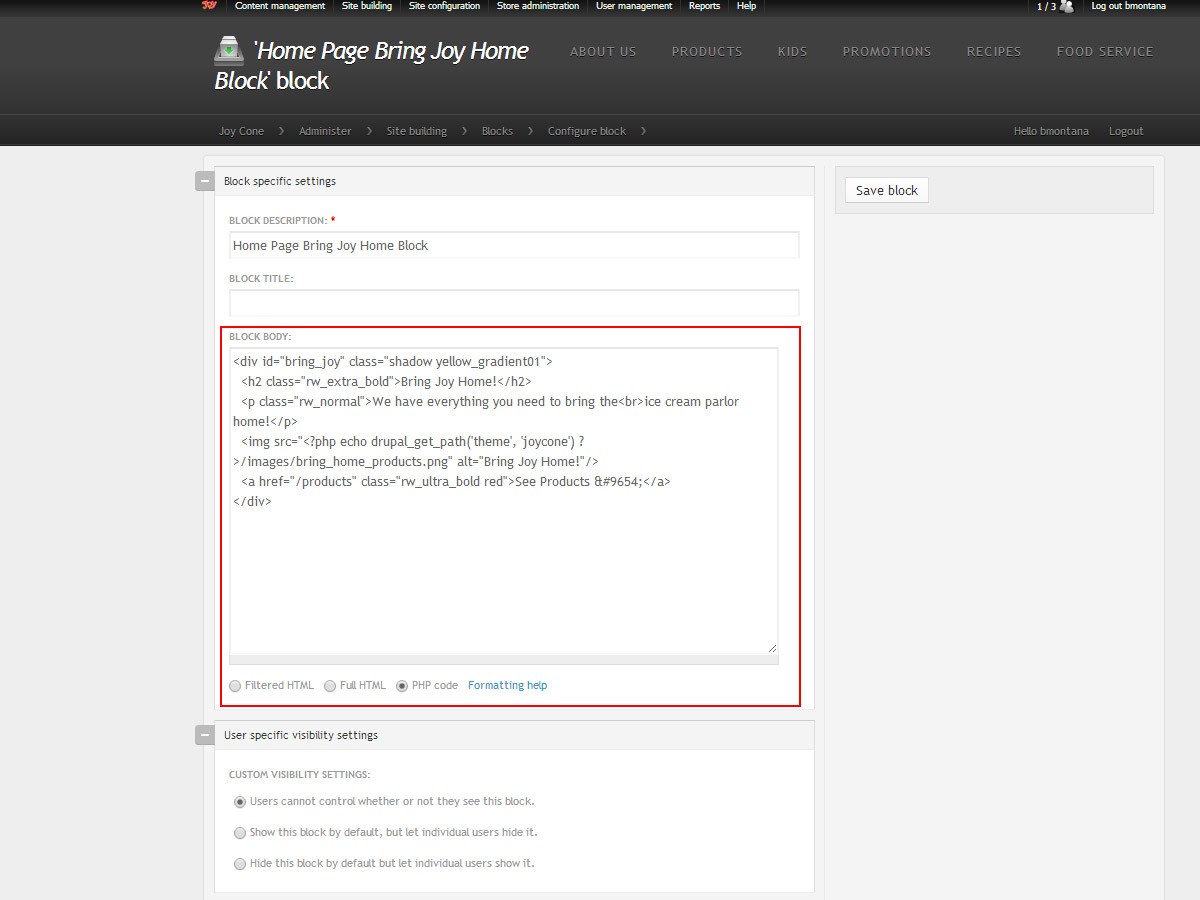 JOY Content management Site building Site configuration Store administration User management Reports Help 1 / 3 Log out bmontana
'Home Page Bring Joy Home
Block' block
ABOUT US PRODUCTS KIDS PROMOTIONS RECIPES FOOD SERVICE
Joy Cone › Administer › Site building › Blocks › Configure block › Hello bmontana Logout
Block specific settings
Save block
BLOCK DESCRIPTION: *
Home Page Bring Joy Home Block
BLOCK TITLE:
BLOCK BODY:
<div id="bring_joy" class="shadow yellow_gradient01">
<h2 class="rw_extra_bold">Bring Joy Home!</h2>
<p class="rw_normal">We have everything you need to bring the<br>ice cream parlor
home!</p>
<img src="<?php echo drupal_get_path('theme', 'joycone') ?
>/images/bring_home_products.png" alt="Bring Joy Home!"/>
<a href="/products" class="rw_ultra_bold red">See Products &#9654;</a>
</div>
Filtered HTML Full HTML PHP code Formatting help
User specific visibility settings
CUSTOM VISIBILITY SETTINGS:
Users cannot control whether or not they see this block.
Show this block by default, but let individual users hide it.
Hide this block by default but let individual users show it.